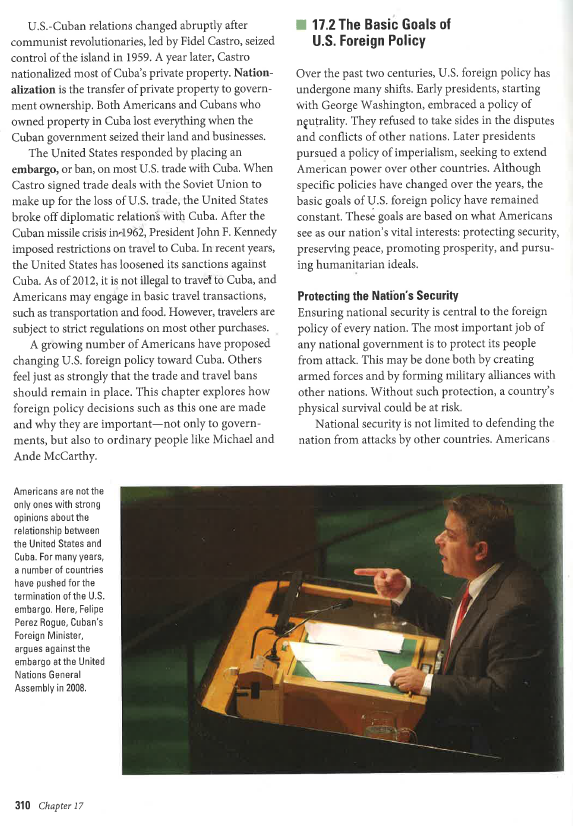 U.S.-Cuban relations changed abruptly after
communist revolutionaries, led by Fidel Castro, seized
control of the island in 1959. A year later, Castro
nationalized most of Cuba's private property. Nation-
alization is the transfer of private property to govern-
ment ownership. Both Americans and Cubans who
owned property in Cuba lost everything when the
Cuban government seized their land and businesses.
The United States responded by placing an
embargo, or ban, on most U.S. trade with Cuba. When
Castro signed trade deals with the Soviet Union to
make up for the loss of U.S. trade, the United States
broke off diplomatic relations with Cuba. After the
Cuban missile crisis in 1962, President John F. Kennedy
imposed restrictions on travel to Cuba. In recent years,
the United States has loosened its sanctions against
Cuba. As of 2012, it is not illegal to travel to Cuba, and
Americans may engage in basic travel transactions,
such as transportation and food. However, travelers are
subject to strict regulations on most other purchases.
A growing number of Americans have proposed
changing U.S. foreign policy toward Cuba. Others
feel just as strongly that the trade and travel bans
should remain in place. This chapter explores how
foreign policy decisions such as this one are made
and why they are important—not only to govern-
ments, but also to ordinary people like Michael and
Ande McCarthy.
17.2 The Basic Goals of
U.S. Foreign Policy
Over the past two centuries, U.S. foreign policy has
undergone many shifts. Early presidents, starting
with George Washington, embraced a policy of
neutrality. They refused to take sides in the disputes
and conflicts of other nations. Later presidents
pursued a policy of imperialism, seeking to extend
American power over other countries. Although
specific policies have changed over the years, the
basic goals of U.S. foreign policy have remained
constant. These goals are based on what Americans
see as our nation's vital interests: protecting security,
preserving peace, promoting prosperity, and pursu-
ing humanitarian ideals.
Protecting the Nation's Security
Ensuring national security is central to the foreign
policy of every nation. The most important job of
any national government is to protect its people
from attack. This may be done both by creating
armed forces and by forming military alliances with
other nations. Without such protection, a country's
physical survival could be at risk.
National security is not limited to defending the
nation from attacks by other countries. Americans
Americans are not the
only ones with strong
opinions about the
relationship between
the United States and
Cuba. For many years,
a number of countries
have pushed for the
termination of the U.S.
embargo. Here, Felipe
Perez Rogue, Cuban's
Foreign Minister,
argues against the
embargo at the United
Nations General
Assembly in 2008.
310 Chapter 17